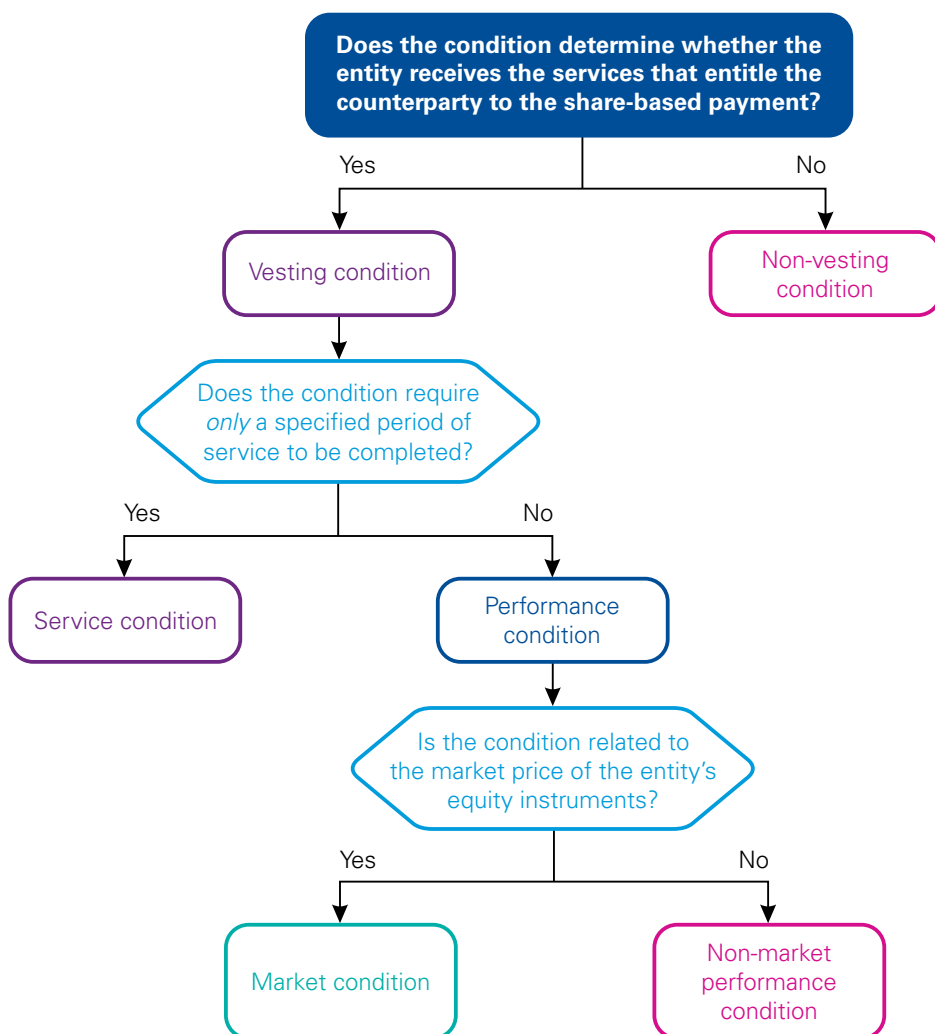 Does the condition determine whether the
entity receives the services that entitle the
counterparty to the share-based payment?
Yes
No
Vesting condition
Non-vesting
condition
Does the condition require
only a specified period of
service to be completed?
Yes
No
Service condition
Performance
condition
Is the condition related to
the market price of the entity’s
equity instruments?
Yes
No
Market condition
Non-market
performance
condition